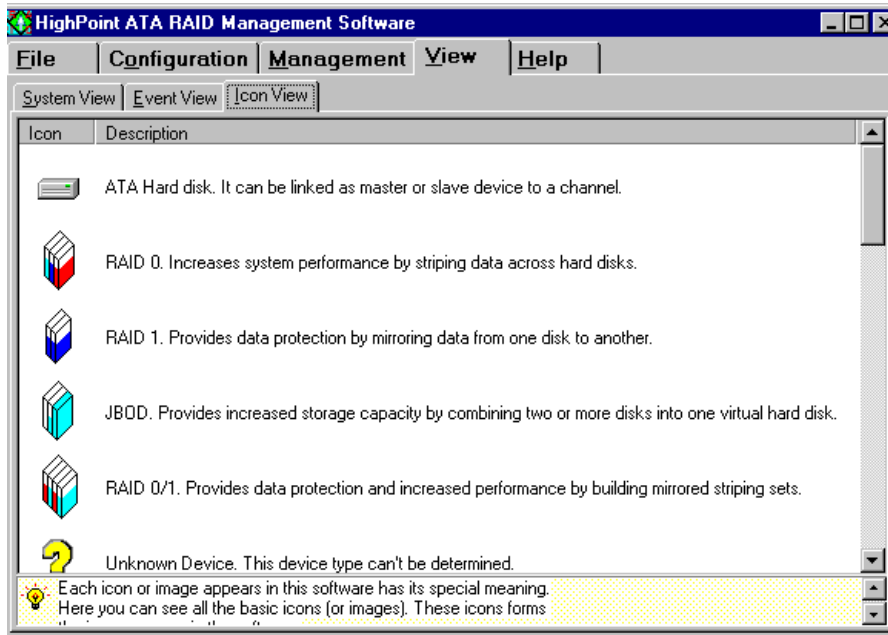 HighPoint ATA RAID Management Software
File Configuration Management View Help
System View Event View Icon View
Icon Description
ATA Hard disk. It can be linked as master or slave device to a channel.
RAID 0. Increases system performance by striping data across hard disks.
RAID 1. Provides data protection by mirroring data from one disk to another.
JBOD. Provides increased storage capacity by combining two or more disks into one virtual hard disk.
RAID 0/1. Provides data protection and increased performance by building mirrored striping sets.
Unknown Device. This device type can't be determined.
Each icon or image appears in this software has its special meaning.
Here you can see all the basic icons (or images). These icons forms